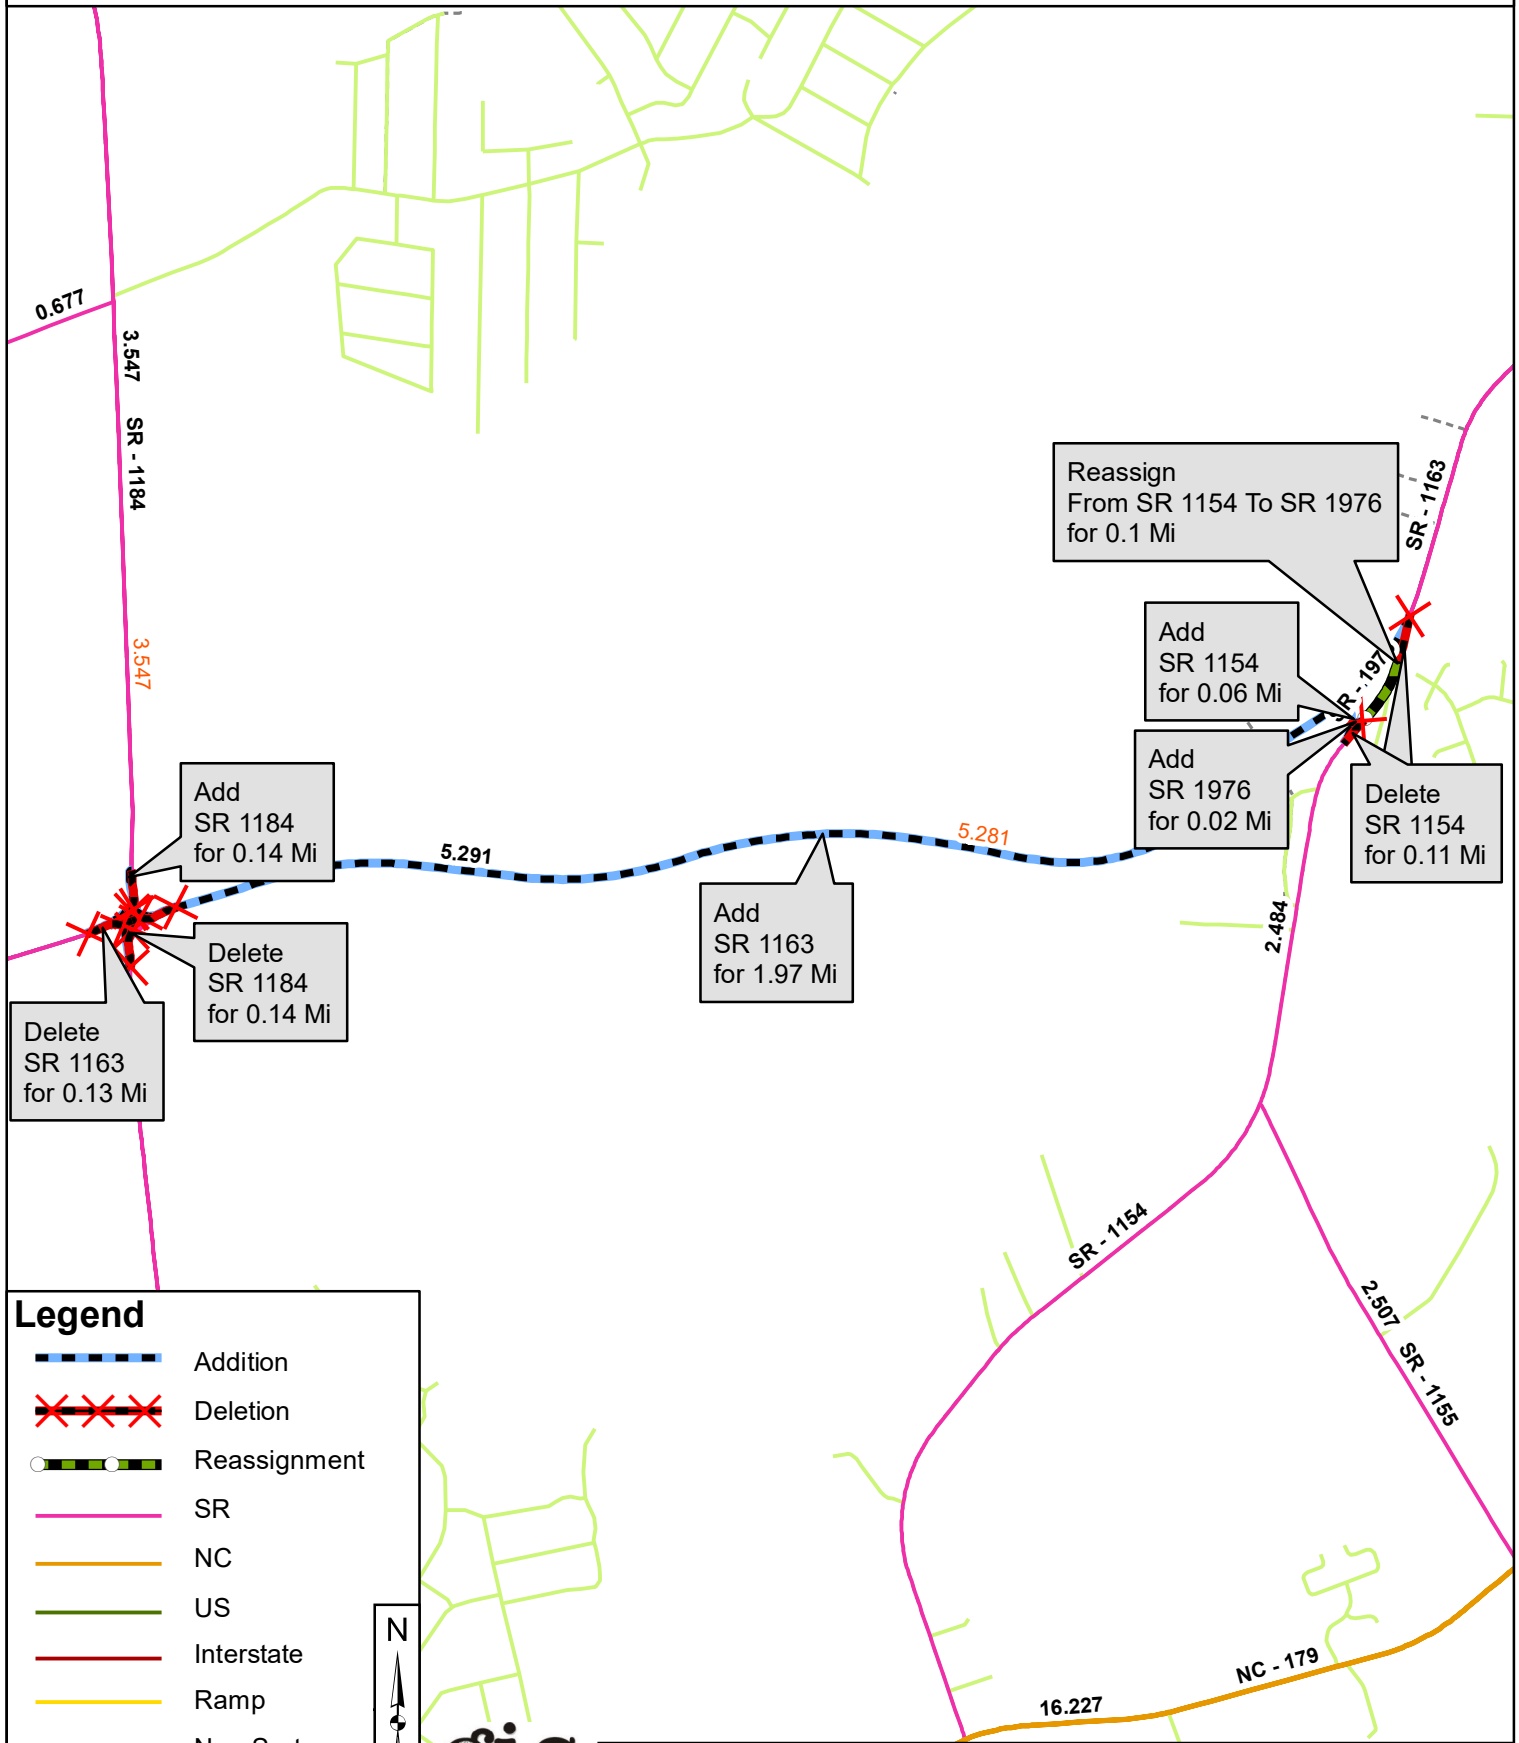 0.677
3.547
SR - 1184
3.547
Reassign
From SR 1154 To SR 1976
for 0.1 Mi
SR - 1163
Add
SR 1154
for 0.06 Mi
Add
SR 1976
for 0.02 Mi
Delete
SR 1154
for 0.11 Mi
Add
SR 1184
for 0.14 Mi
5.291
5.281
Add
SR 1163
for 1.97 Mi
Delete
SR 1184
for 0.14 Mi
Delete
SR 1163
for 0.13 Mi
2.484
SR - 1154
2.507
SR - 1155
NC - 179
16.227
Legend
Addition
Deletion
Reassignment
SR
NC
US
Interstate
Ramp
N